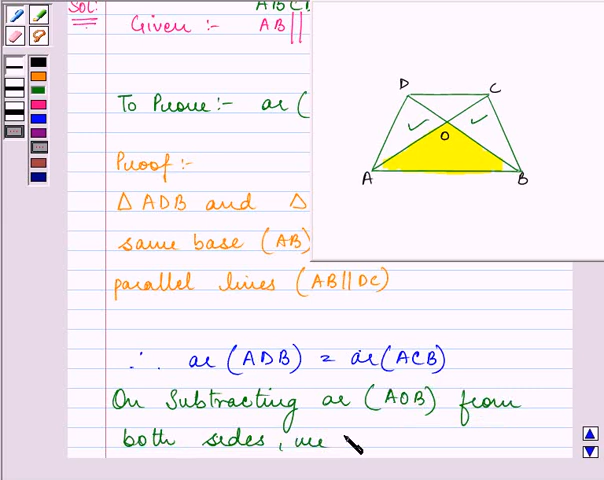 Sol:
ABCD
Given :- AB||
To Prove :- ar (
Proof :-
△ ADB and △
same base (AB)
parallel lines (AB||DC)
∴ ar (ADB) = ar(ACB)
On Subtracting ar (AOB) from
both sides, we
D C
O
A B